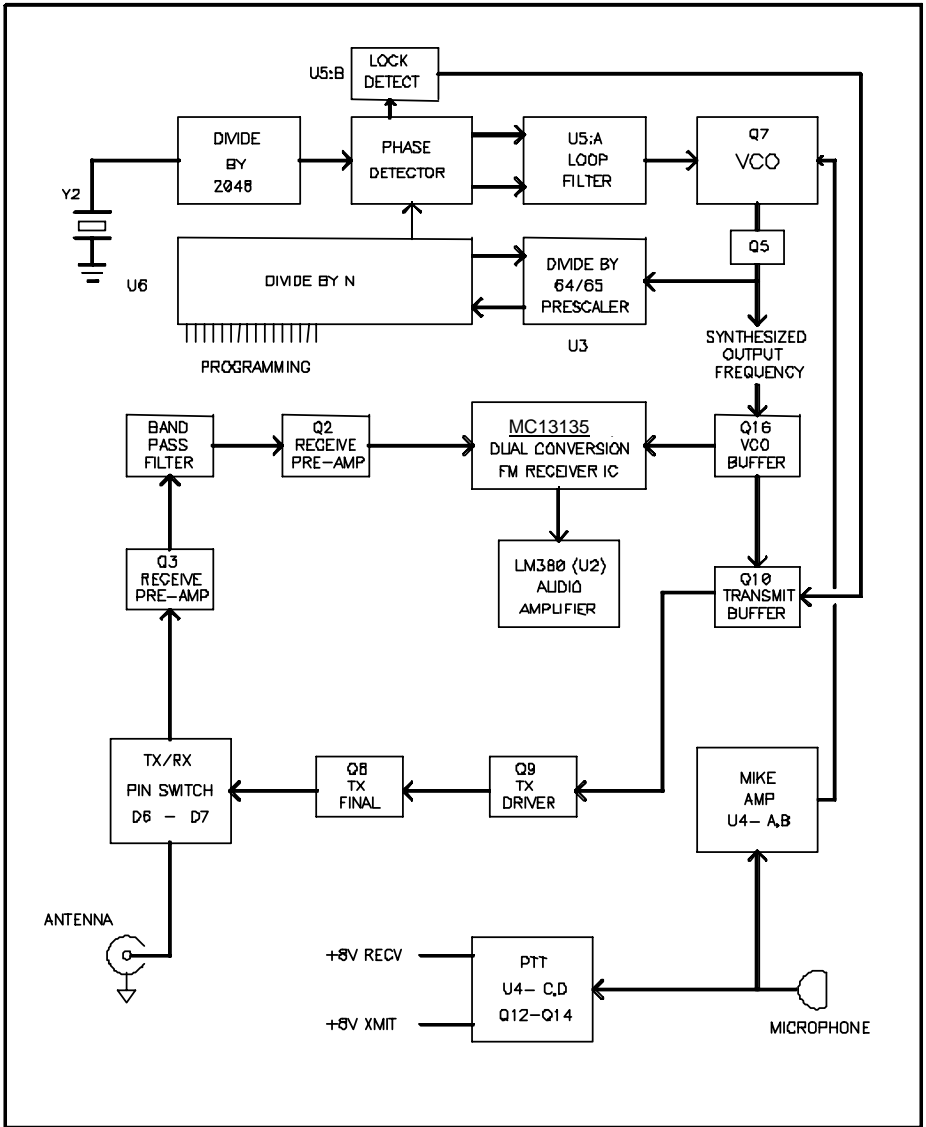 U5:B
LOCK
DETECT
DIVIDE
BY
2048
PHASE
DETECTOR
U5:A
LOOP
FILTER
Q7
VCO
Y2
Q5
U6
DIVIDE BY N
DIVIDE BY
64/65
PRESCALER
U3
PROGRAMMING
SYNTHESIZED
OUTPUT
FREQUENCY
BAND
PASS
FILTER
Q2
RECEIVE
PRE-AMP
MC13135
DUAL CONVERSION
FM RECEIVER IC
Q16
VCO
BUFFER
Q3
RECEIVE
PRE-AMP
LM380 (U2)
AUDIO
AMPLIFIER
Q10
TRANSMIT
BUFFER
TX/RX
PIN SWITCH
D6 - D7
Q8
TX
FINAL
Q9
TX
DRIVER
MIKE
AMP
U4- A,B
ANTENNA
+8V RECV
+8V XMIT
PTT
U4- C,D
Q12-Q14
MICROPHONE